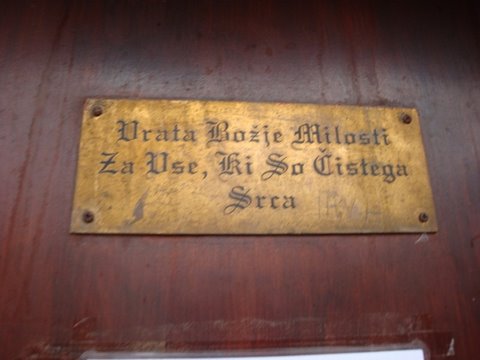 Vrata Božje Milosti
Za Vse, Ki So Čistega
Srca